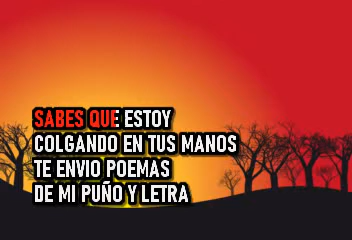 SABES QUE ESTOY
COLGANDO EN TUS MANOS
TE ENVIO POEMAS
DE MI PUÑO Y LETRA